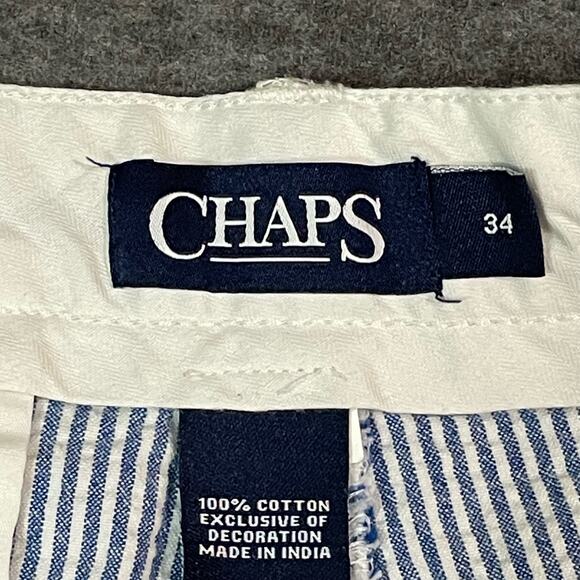 CHAPS
34
100% COTTON
EXCLUSIVE OF
DECORATION
MADE IN INDIA